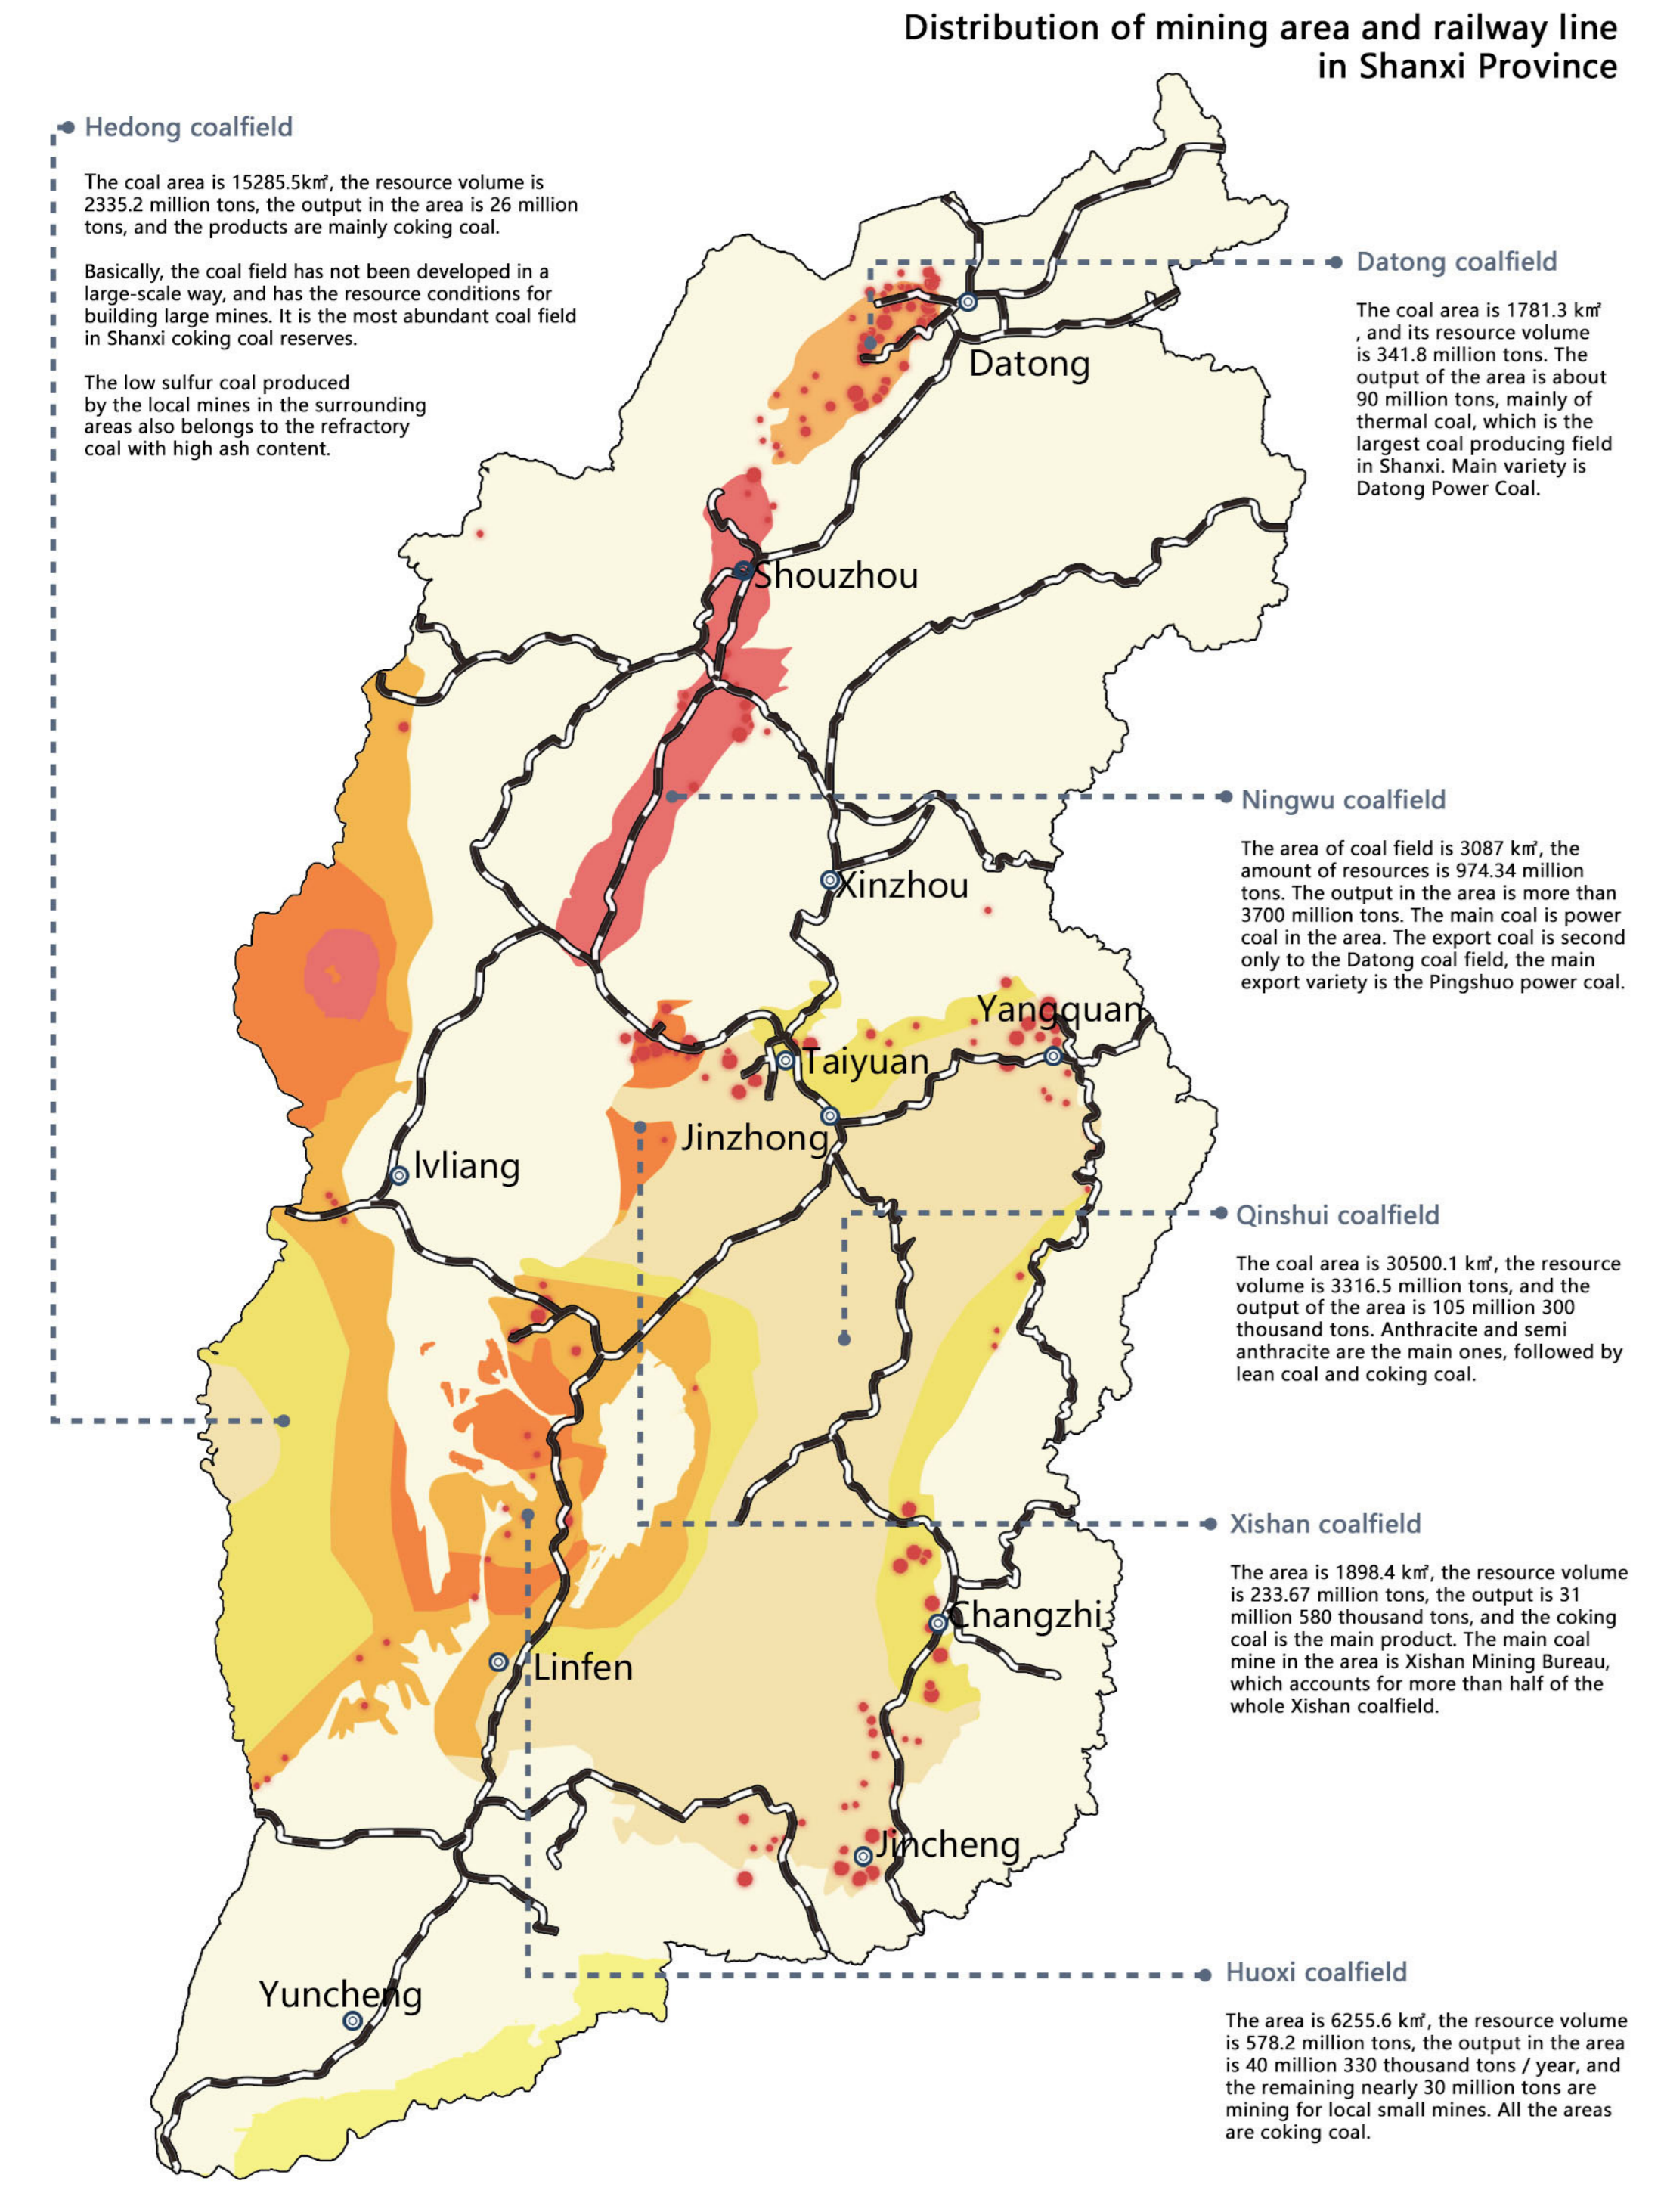 Distribution of mining area and railway line
in Shanxi Province
Hedong coalfield
The coal area is 15285.5k㎡, the resource volume is
2335.2 million tons, the output in the area is 26 million
tons, and the products are mainly coking coal.
Basically, the coal field has not been developed in a
large-scale way, and has the resource conditions for
building large mines. It is the most abundant coal field
in Shanxi coking coal reserves.
The low sulfur coal produced
by the local mines in the surrounding
areas also belongs to the refractory
coal with high ash content.
Datong coalfield
The coal area is 1781.3 k㎡
, and its resource volume
is 341.8 million tons. The
output of the area is about
90 million tons, mainly of
thermal coal, which is the
largest coal producing field
in Shanxi. Main variety is
Datong Power Coal.
Datong
Shouzhou
Ningwu coalfield
The area of coal field is 3087 k㎡, the
amount of resources is 974.34 million
tons. The output in the area is more than
3700 million tons. The main coal is power
coal in the area. The export coal is second
only to the Datong coal field, the main
export variety is the Pingshuo power coal.
Xinzhou
Yangquan
Taiyuan
Jinzhong
lvliang
Qinshui coalfield
The coal area is 30500.1 k㎡, the resource
volume is 3316.5 million tons, and the
output of the area is 105 million 300
thousand tons. Anthracite and semi
anthracite are the main ones, followed by
lean coal and coking coal.
Xishan coalfield
The area is 1898.4 k㎡, the resource volume
is 233.67 million tons, the output is 31
million 580 thousand tons, and the coking
coal is the main product. The main coal
mine in the area is Xishan Mining Bureau,
which accounts for more than half of the
whole Xishan coalfield.
Changzhi
Linfen
Jincheng
Yuncheng
Huoxi coalfield
The area is 6255.6 k㎡, the resource volume
is 578.2 million tons, the output in the area
is 40 million 330 thousand tons / year, and
the remaining nearly 30 million tons are
mining for local small mines. All the areas
are coking coal.